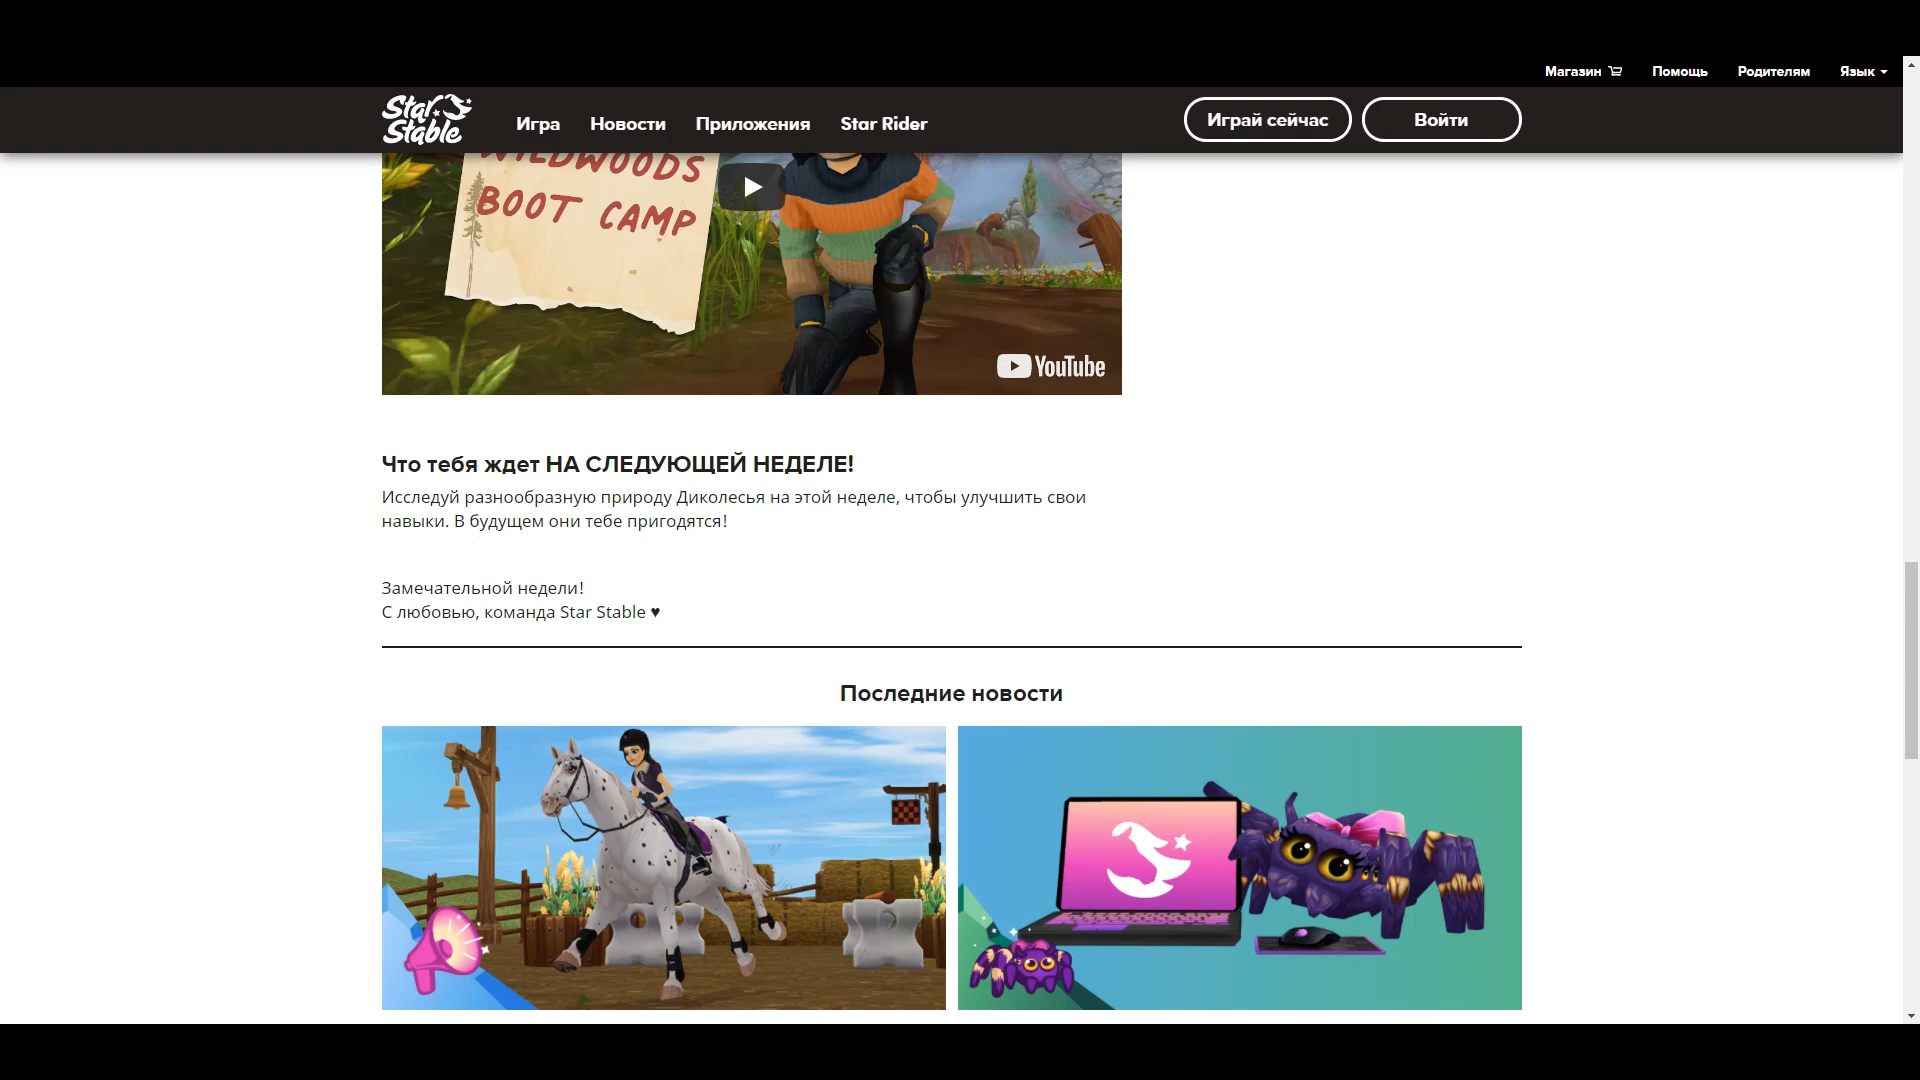 Магазин Помощь Родителям Язык
Star Stable
Игра Новости Приложения Star Rider Играй сейчас Войти
WILDWOODS
BOOT CAMP
YouTube
Что тебя ждет НА СЛЕДУЮЩЕЙ НЕДЕЛЕ!
Исследуй разнообразную природу Диколесья на этой неделе, чтобы улучшить свои
навыки. В будущем они тебе пригодятся!
Замечательной недели!
С любовью, команда Star Stable ♥
Последние новости